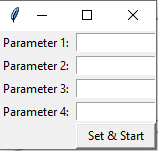 Parameter 1:
Parameter 2:
Parameter 3:
Parameter 4:
Set & Start